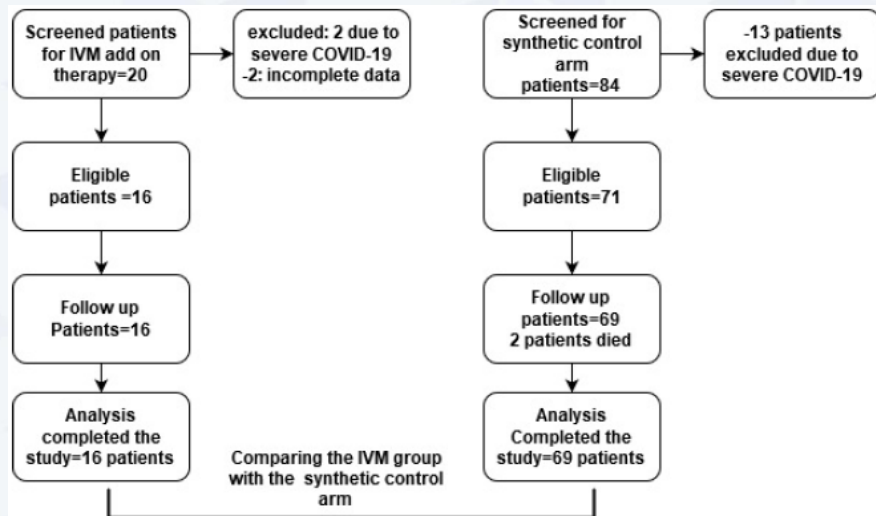 Screened patients
for IVM add on
therapy=20
excluded: 2 due to
severe COVID-19
-2: incomplete data
Eligible
patients =16
Follow up
Patients=16
Analysis
completed the
study=16 patients
Screened for
synthetic control
arm
patients=84
-13 patients
excluded due to
severe COVID-19
Eligible
patients=71
Follow up
patients=69
2 patients died
Analysis
Completed the
study=69 patients
Comparing the IVM group
with the synthetic control
arm